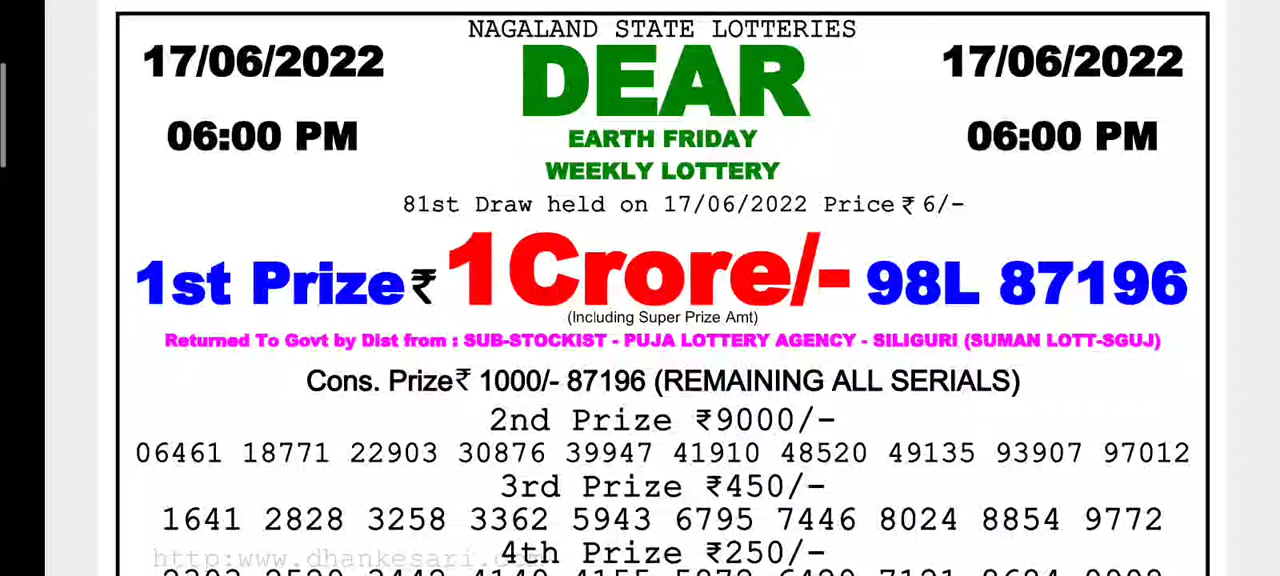 NAGALAND STATE LOTTERIES
17/06/2022 DEAR 17/06/2022
06:00 PM EARTH FRIDAY 06:00 PM
WEEKLY LOTTERY
81st Draw held on 17/06/2022 Price ₹ 6/-
1st Prize ₹ 1Crore/- 98L 87196
(Including Super Prize Amt)
Returned To Govt by Dist from : SUB-STOCKIST - PUJA LOTTERY AGENCY - SILIGURI (SUMAN LOTT-SGUJ)
Cons. Prize ₹ 1000/- 87196 (REMAINING ALL SERIALS)
2nd Prize ₹9000/-
06461 18771 22903 30876 39947 41910 48520 49135 93907 97012
3rd Prize ₹450/-
1641 2828 3258 3362 5943 6795 7446 8024 8854 9772
http:www.dhankesari.com 4th Prize ₹250/-